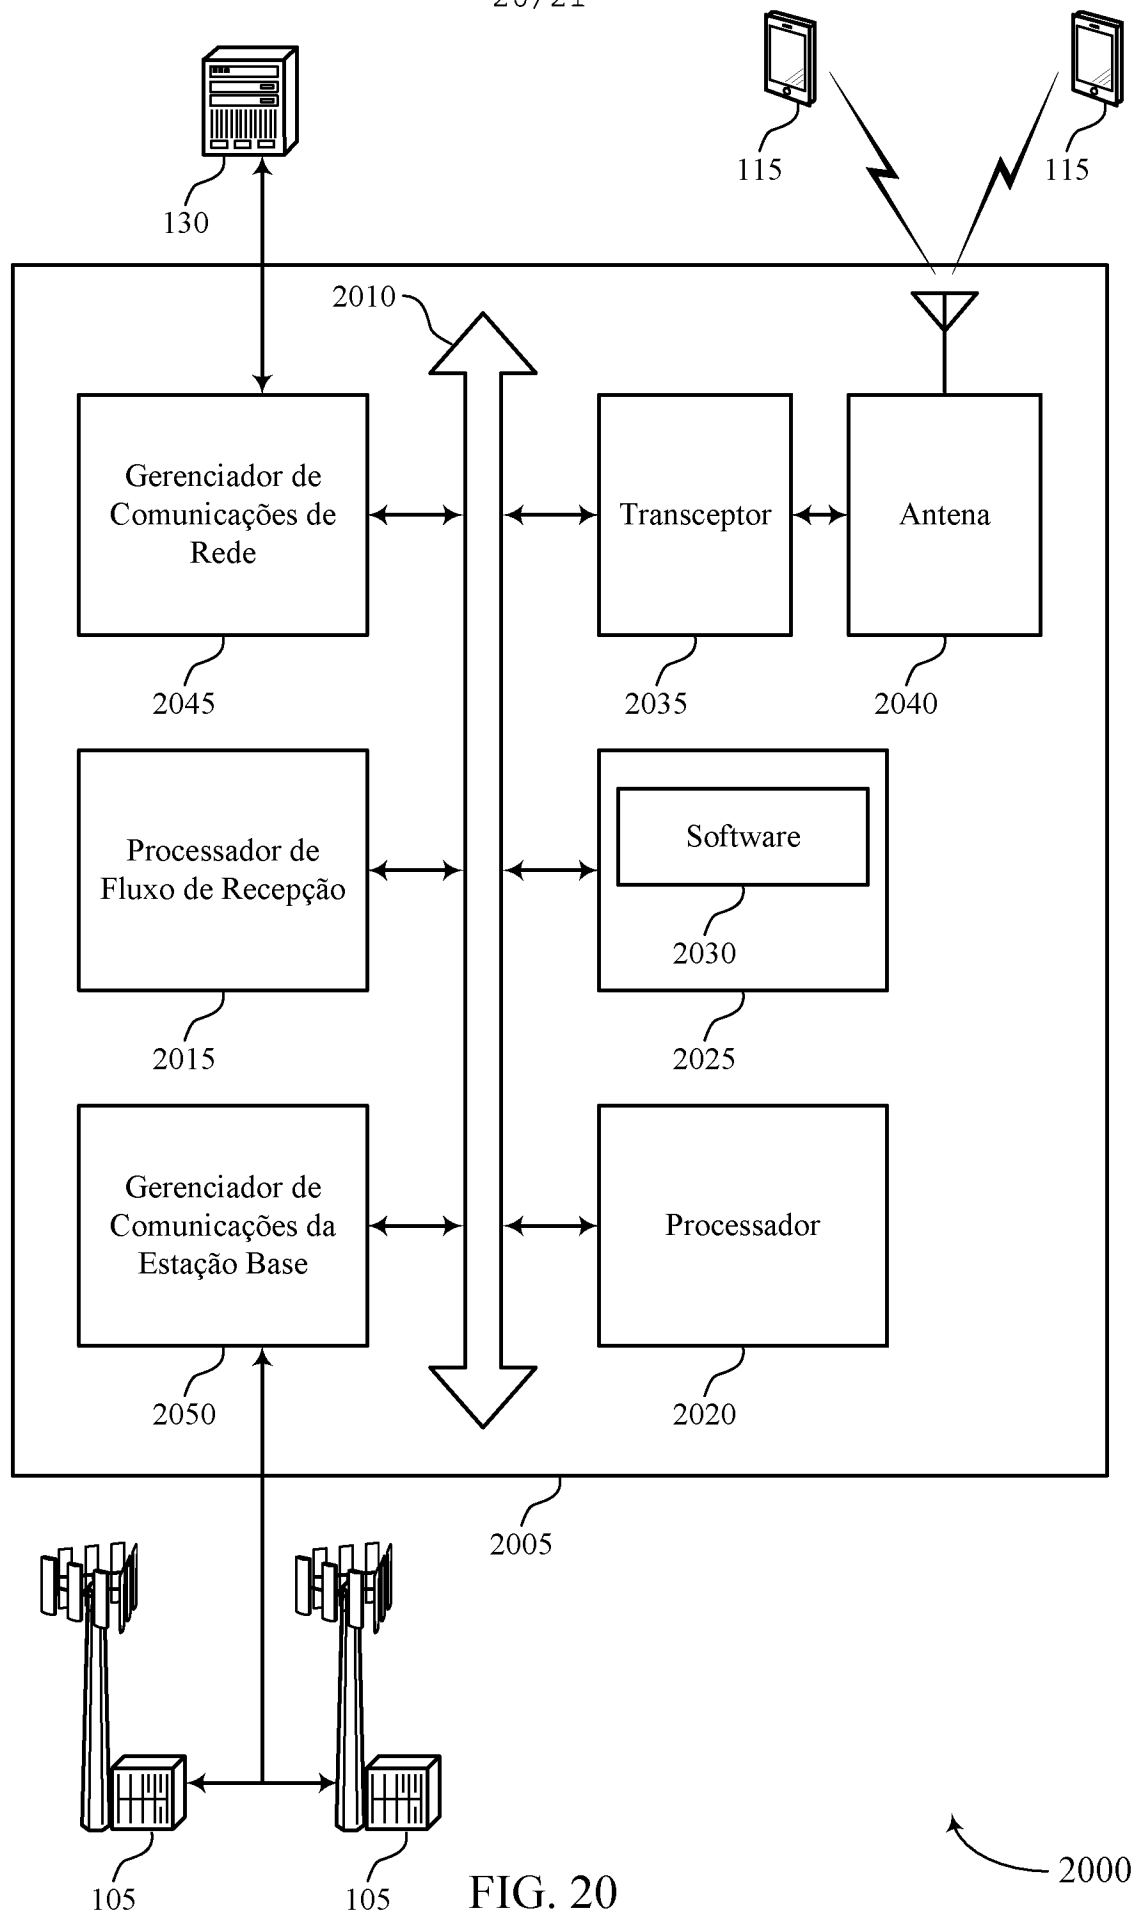 20/21
115
115
130
2010
Gerenciador de
Comunicações de
Rede
Transceptor
Antena
2045
2035
2040
Processador de
Fluxo de Recepção
Software
2030
2015
2025
Gerenciador de
Comunicações da
Estação Base
Processador
2050
2020
2005
105
105
FIG. 20
2000